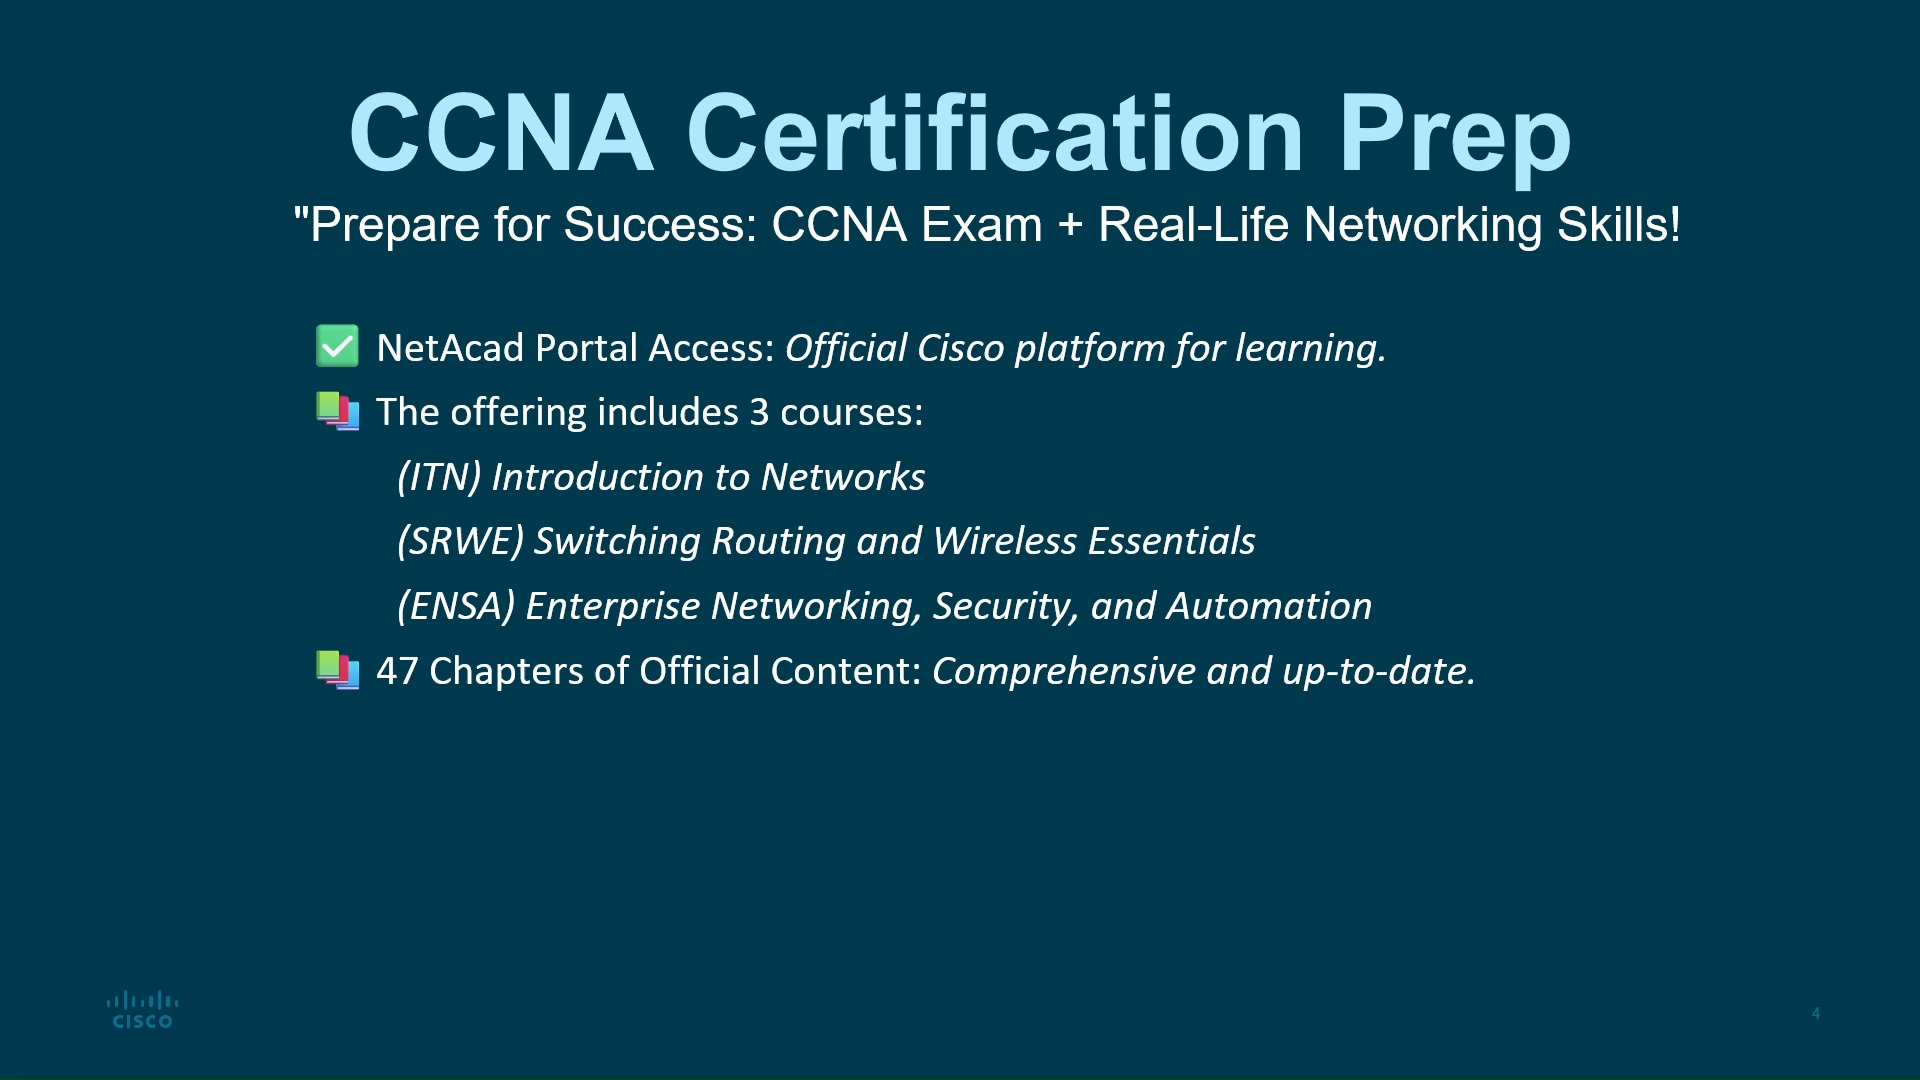 CCNA Certification Prep
"Prepare for Success: CCNA Exam + Real-Life Networking Skills!
✅ NetAcad Portal Access: Official Cisco platform for learning.
📚 The offering includes 3 courses:
(ITN) Introduction to Networks
(SRWE) Switching Routing and Wireless Essentials
(ENSA) Enterprise Networking, Security, and Automation
📚 47 Chapters of Official Content: Comprehensive and up-to-date.
CISCO
4